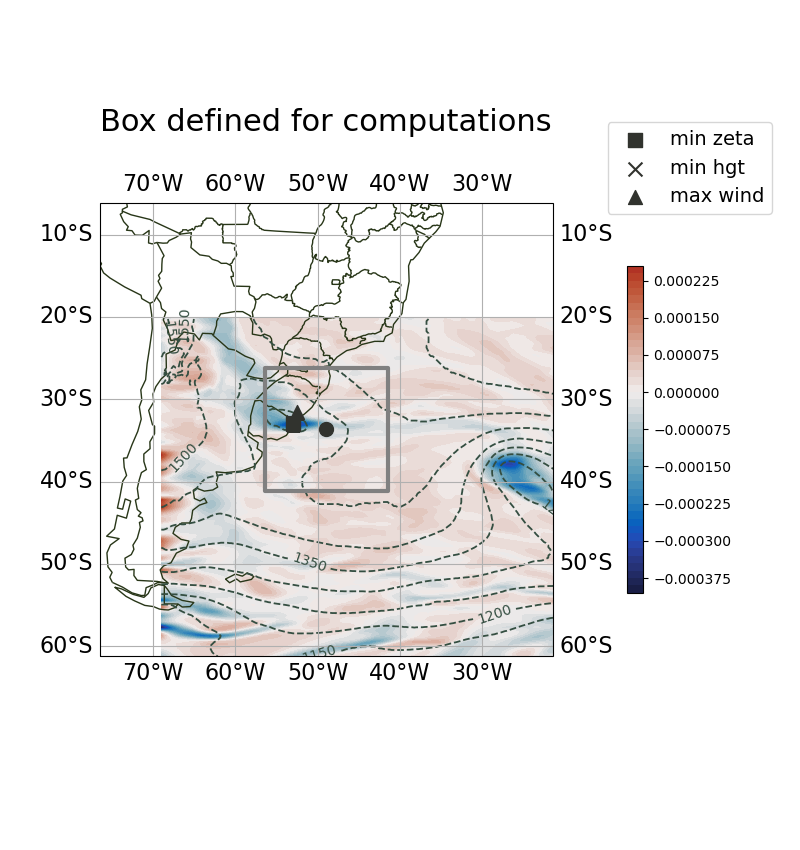 Box defined for computations
min zeta
min hgt
max wind
70°W 60°W 50°W 40°W 30°W
10°S 10°S
20°S 20°S
30°S 30°S
40°S 40°S
50°S 50°S
60°S 60°S
70°W 60°W 50°W 40°W 30°W
1550
1500
1350
1200
1150
0.000225
0.000150
0.000075
0.000000
−0.000075
−0.000150
−0.000225
−0.000300
−0.000375